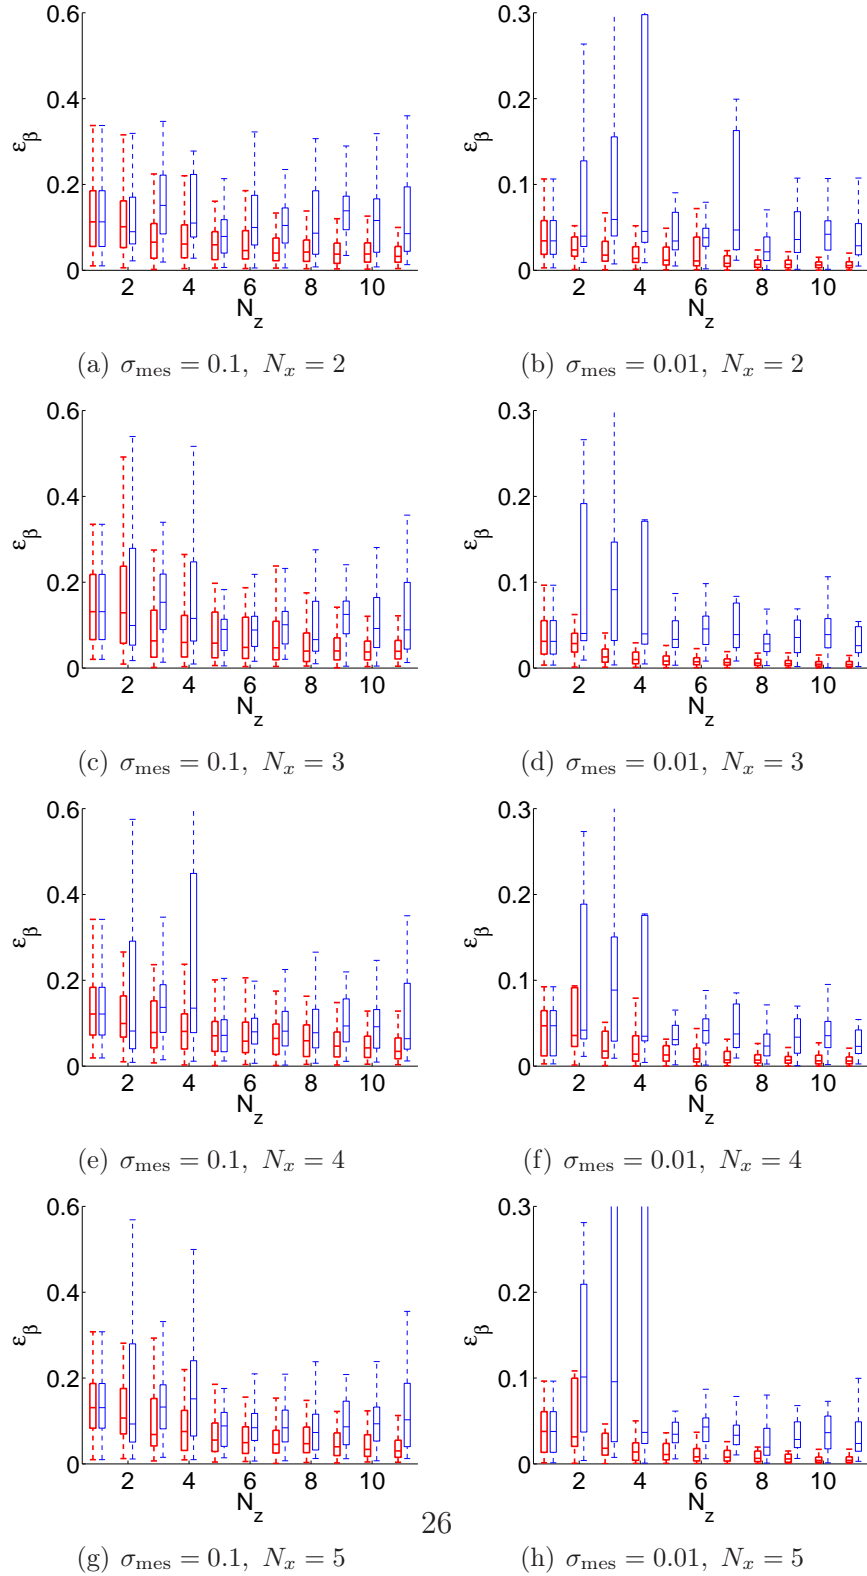 0.6
0.4
0.2
0
ε_β
2 4 6 8 10
N_z
(a) σ_mes = 0.1, N_x = 2
0.3
0.2
0.1
0
ε_β
2 4 6 8 10
N_z
(b) σ_mes = 0.01, N_x = 2
0.6
0.4
0.2
0
ε_β
2 4 6 8 10
N_z
(c) σ_mes = 0.1, N_x = 3
0.3
0.2
0.1
0
ε_β
2 4 6 8 10
N_z
(d) σ_mes = 0.01, N_x = 3
0.6
0.4
0.2
0
ε_β
2 4 6 8 10
N_z
(e) σ_mes = 0.1, N_x = 4
0.3
0.2
0.1
0
ε_β
2 4 6 8 10
N_z
(f) σ_mes = 0.01, N_x = 4
0.6
0.4
0.2
0
ε_β
2 4 6 8 10
N_z
(g) σ_mes = 0.1, N_x = 5
0.3
0.2
0.1
0
ε_β
2 4 6 8 10
N_z
(h) σ_mes = 0.01, N_x = 5
26